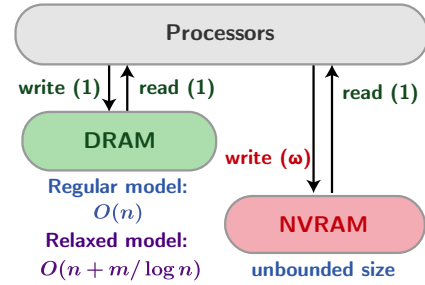 Processors
write (1) read (1)
read (1)
DRAM
write (ω)
Regular model:
O(n)
NVRAM
Relaxed model:
O(n + m/ log n)
unbounded size